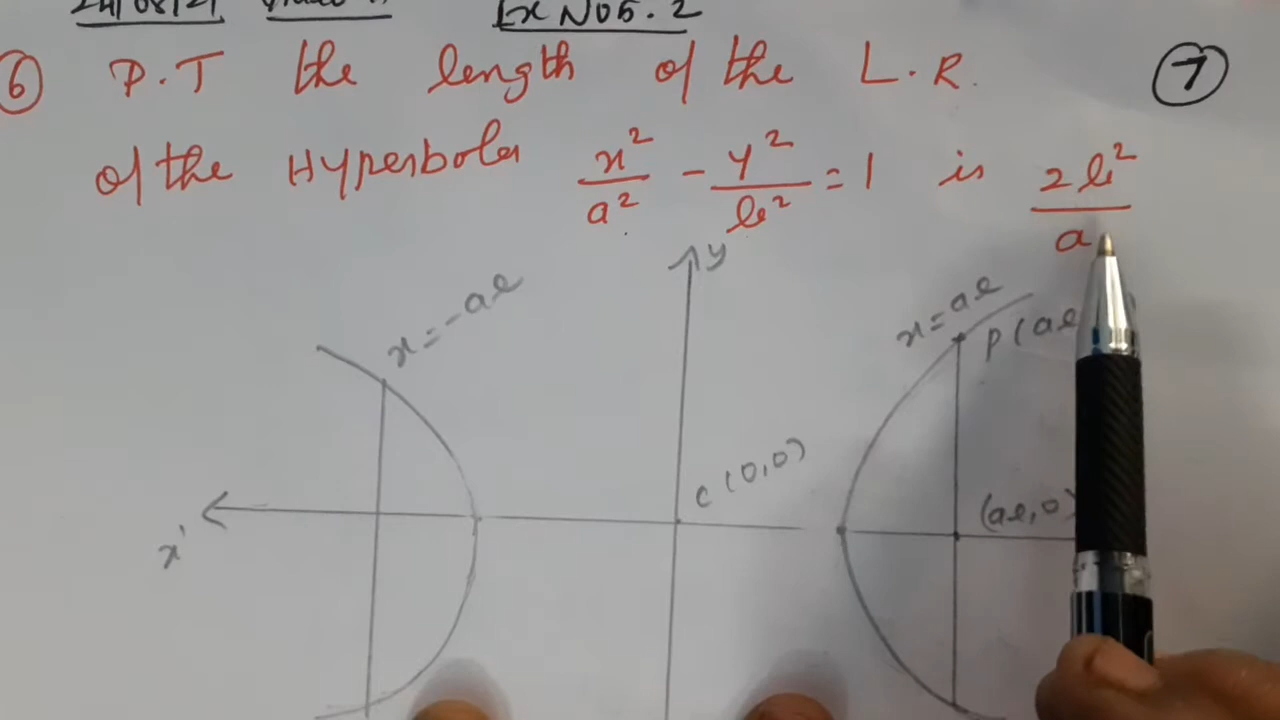 Ex No 5.2
6 P.T the length of the L.R. 7
of the Hyperbola x²/a² - y²/b² = 1 is 2b²/a
y
x=-ae
x=ae
P(ae
C(0,0)
(ae,0)
x'